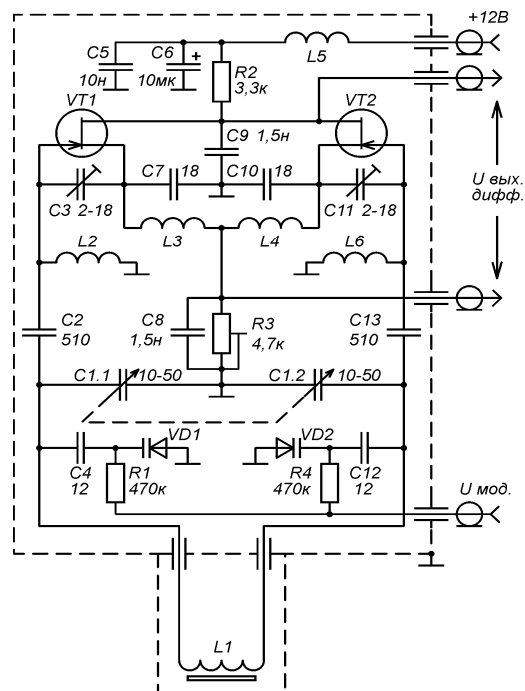 +12В
C5
C6
+
10н
10мк
R2
3,3к
L5
VT1
VT2
C9 1,5н
C7 18
C10 18
C3 2-18
C11 2-18
U вых.
дифф.
L3
L4
L2
L6
C2
510
C8
1,5н
R3
4,7к
C13
510
C1.1
10-50
C1.2
10-50
VD1
VD2
C4
12
R1
470к
R4
470к
C12
12
U мод.
L1